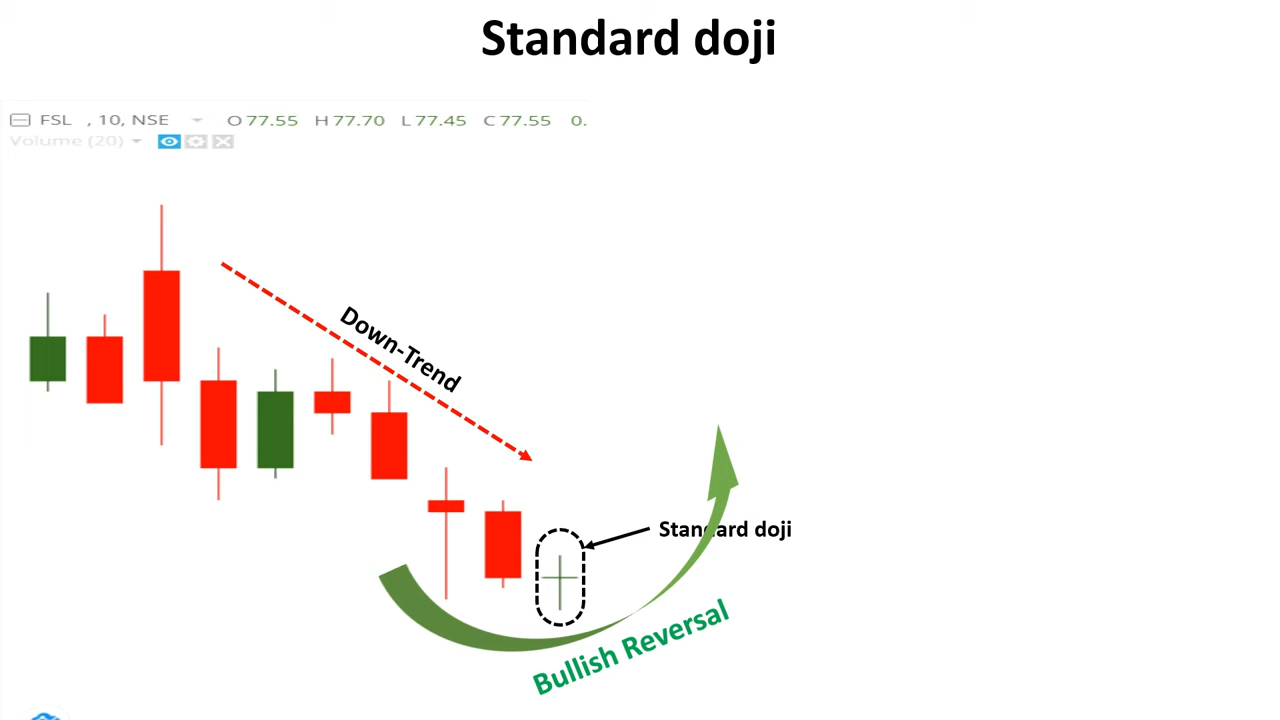 Standard doji
FSL , 10, NSE O 77.55 H 77.70 L 77.45 C 77.55 0.
Volume (20)
Down-Trend
Standard doji
Bullish Reversal